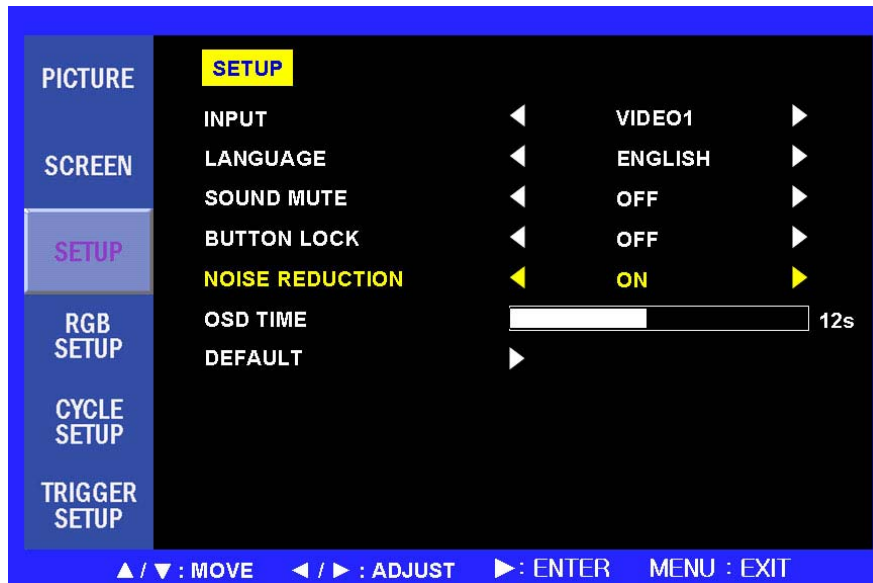 PICTURE
SCREEN
SETUP
RGB
SETUP
CYCLE
SETUP
TRIGGER
SETUP
SETUP
INPUT ◀ VIDEO1 ▶
LANGUAGE ◀ ENGLISH ▶
SOUND MUTE ◀ OFF ▶
BUTTON LOCK ◀ OFF ▶
NOISE REDUCTION ◀ ON ▶
OSD TIME 12s
DEFAULT ▶
▲ / ▼ : MOVE ◀ / ▶ : ADJUST ▶ : ENTER MENU : EXIT